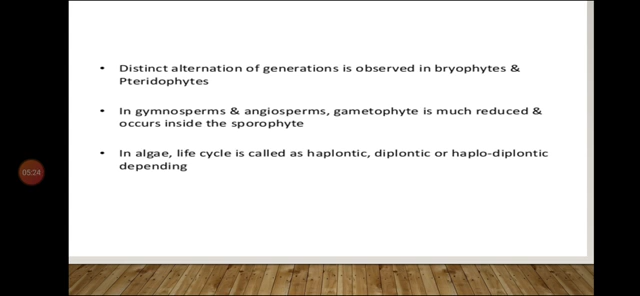 • Distinct alternation of generations is observed in bryophytes &
Pteridophytes
• In gymnosperms & angiosperms, gametophyte is much reduced &
occurs inside the sporophyte
• In algae, life cycle is called as haplontic, diplontic or haplo-diplontic
depending
05:24